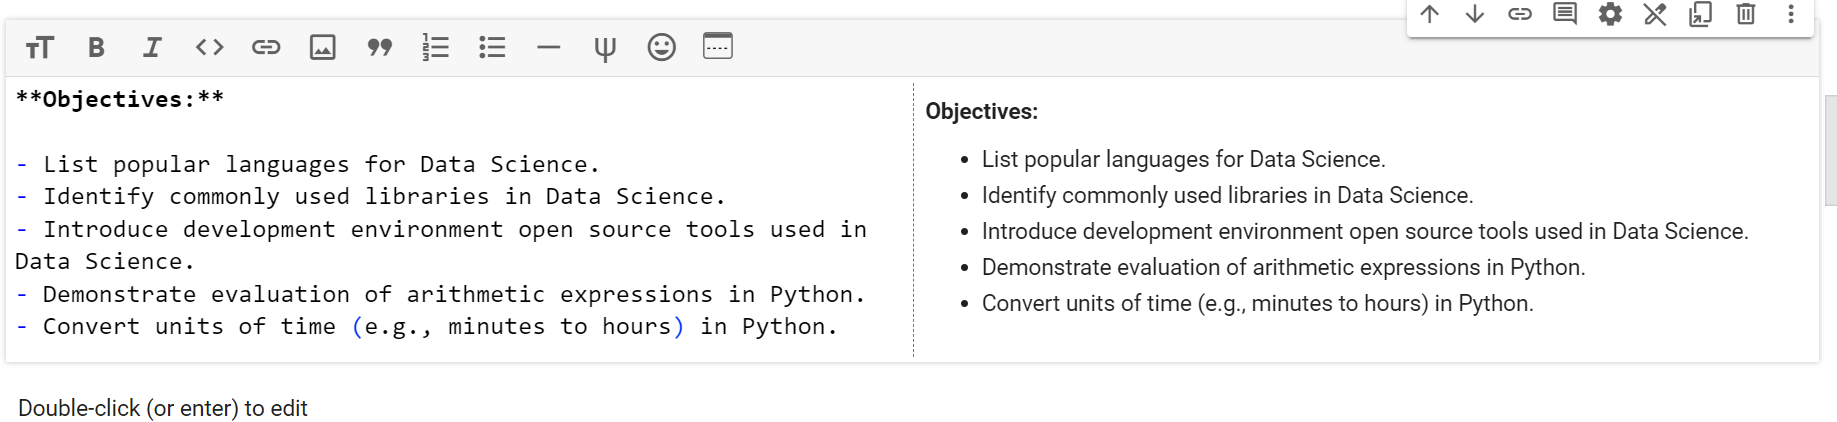 **Objectives:**
- List popular languages for Data Science.
- Identify commonly used libraries in Data Science.
- Introduce development environment open source tools used in
Data Science.
- Demonstrate evaluation of arithmetic expressions in Python.
- Convert units of time (e.g., minutes to hours) in Python.
Objectives:
• List popular languages for Data Science.
• Identify commonly used libraries in Data Science.
• Introduce development environment open source tools used in Data Science.
• Demonstrate evaluation of arithmetic expressions in Python.
• Convert units of time (e.g., minutes to hours) in Python.
Double-click (or enter) to edit